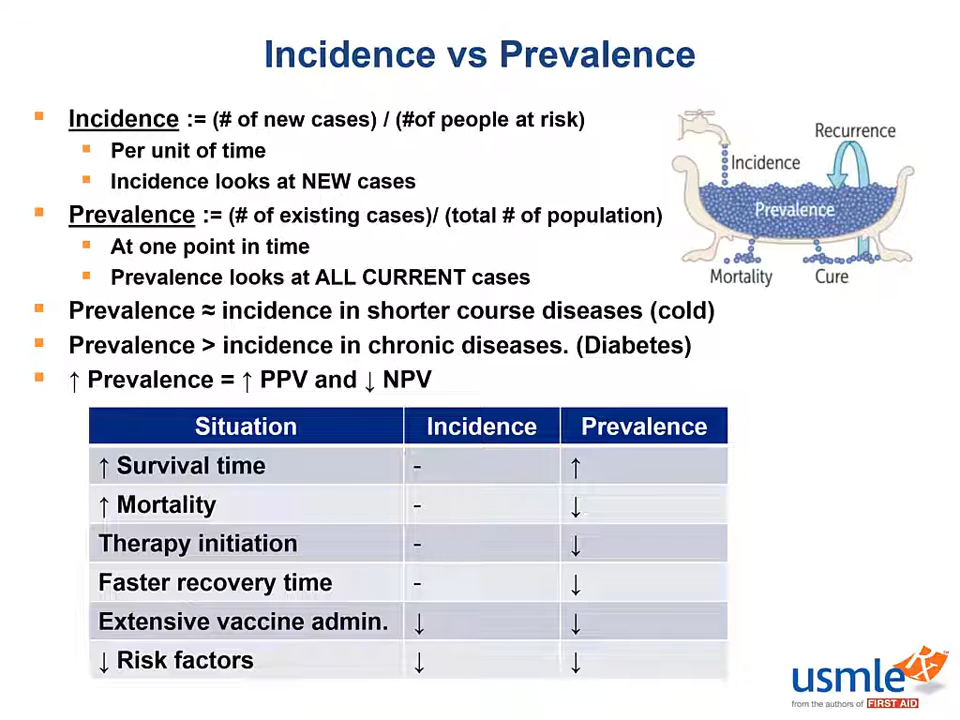 Incidence vs Prevalence
Incidence := (# of new cases) / (#of people at risk)
Per unit of time
Incidence looks at NEW cases
Prevalence := (# of existing cases)/ (total # of population)
At one point in time
Prevalence looks at ALL CURRENT cases
Prevalence ≈ incidence in shorter course diseases (cold)
Prevalence > incidence in chronic diseases. (Diabetes)
↑ Prevalence = ↑ PPV and ↓ NPV
Recurrence
Incidence
Prevalence
Mortality
Cure
Situation Incidence Prevalence
↑ Survival time - ↑
↑ Mortality - ↓
Therapy initiation - ↓
Faster recovery time - ↓
Extensive vaccine admin. ↓ ↓
↓ Risk factors ↓ ↓
usmle Rx
from the authors of FIRST AID